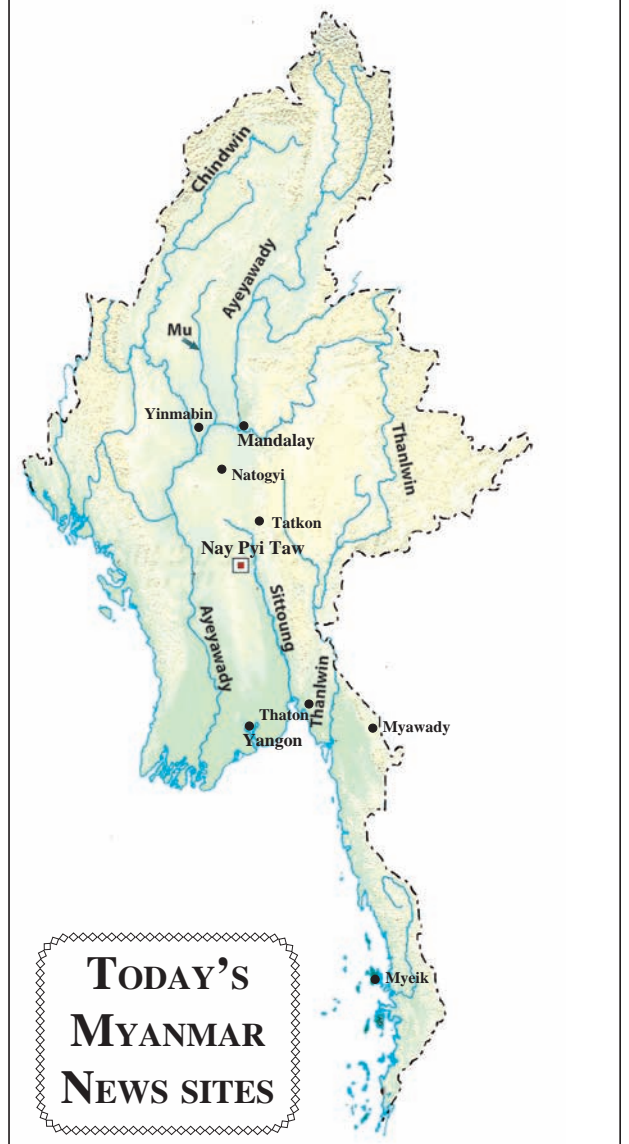 Chindwin
Ayeyawady
Mu
Yinmabin
Mandalay
Thanlwin
Natogyi
Tatkon
Nay Pyi Taw
Sittoung
Ayeyawady
Thanlwin
Thaton
Myawady
Yangon
Myeik
TODAY'S
MYANMAR
NEWS SITES